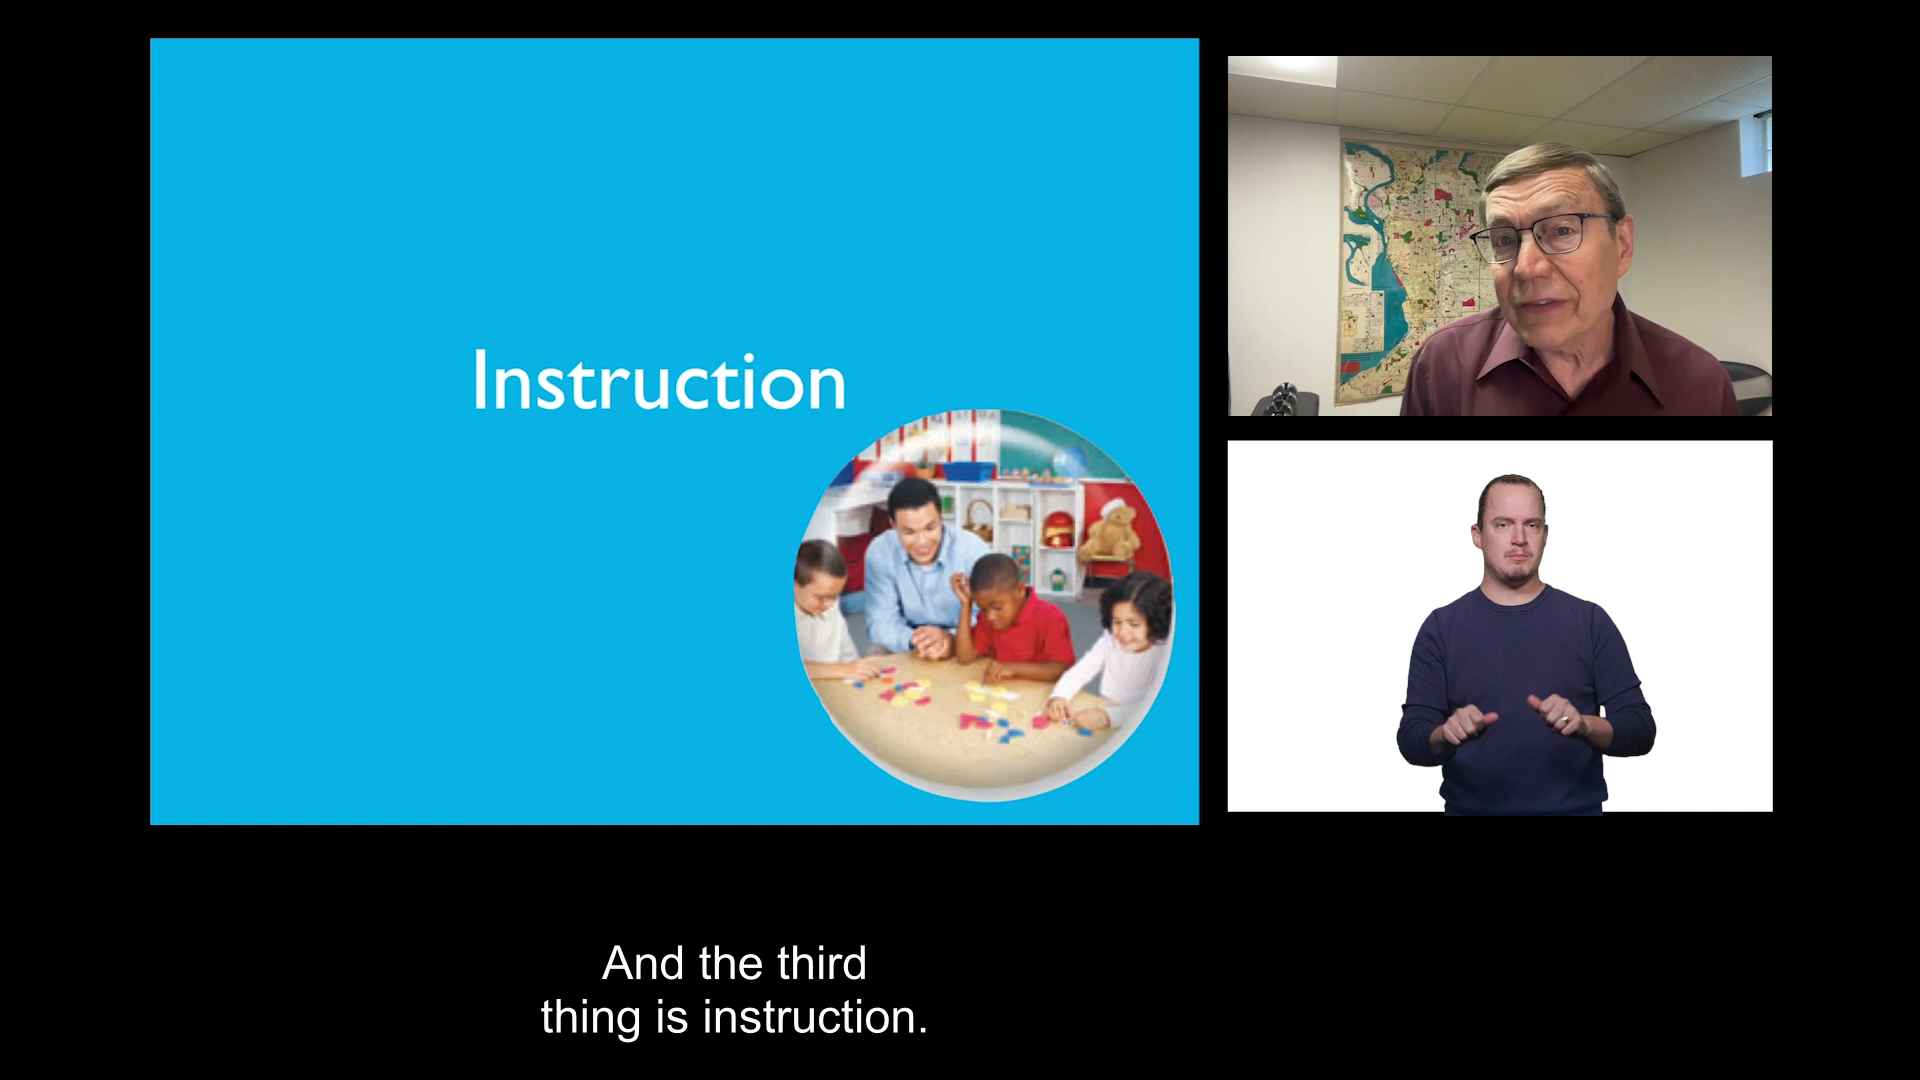 Instruction
And the third
thing is instruction.